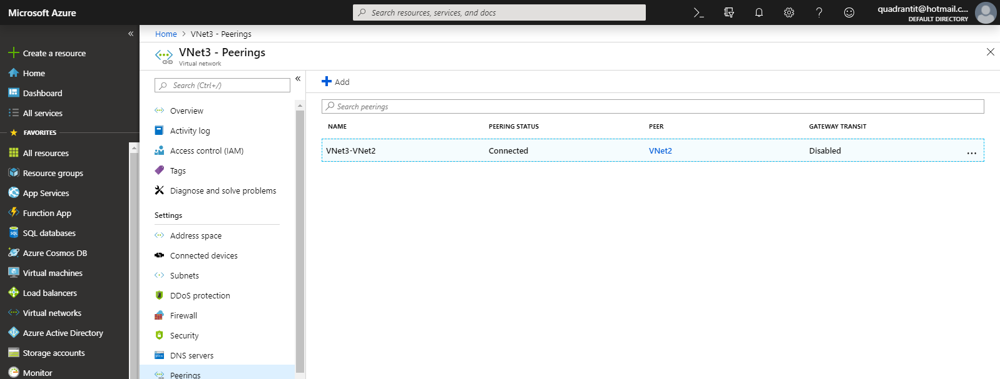 Microsoft Azure
Search resources, services, and docs
quadrantit@hotmail.c...
DEFAULT DIRECTORY
Create a resource
Home
Dashboard
All services
FAVORITES
All resources
Resource groups
App Services
Function App
SQL databases
Azure Cosmos DB
Virtual machines
Load balancers
Virtual networks
Azure Active Directory
Storage accounts
Monitor
Home > VNet3 - Peerings
VNet3 - Peerings
Virtual network
Search (Ctrl+/)
Overview
Activity log
Access control (IAM)
Tags
Diagnose and solve problems
Settings
Address space
Connected devices
Subnets
DDoS protection
Firewall
Security
DNS servers
Peerings
Add
Search peerings
NAME PEERING STATUS PEER GATEWAY TRANSIT
VNet3-VNet2 Connected VNet2 Disabled ...